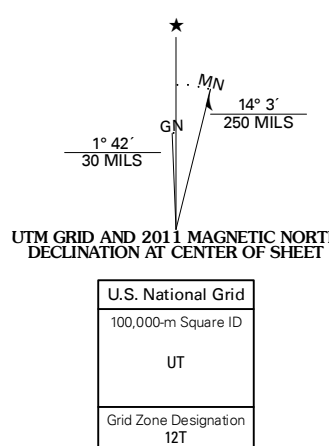 ★
MN
GN
1° 42´
30 MILS
14° 3´
250 MILS
UTM GRID AND 2011 MAGNETIC NORT
DECLINATION AT CENTER OF SHEET
U.S. National Grid
100,000-m Square ID
UT
Grid Zone Designation
12T